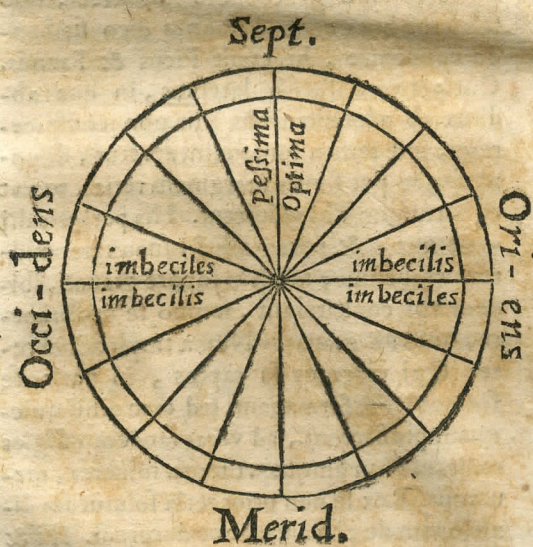 Sept.
Peſsima
Optima
Occi-dens
Ori-ens
imbeciles
imbecilis
imbecilis
imbeciles
Merid.